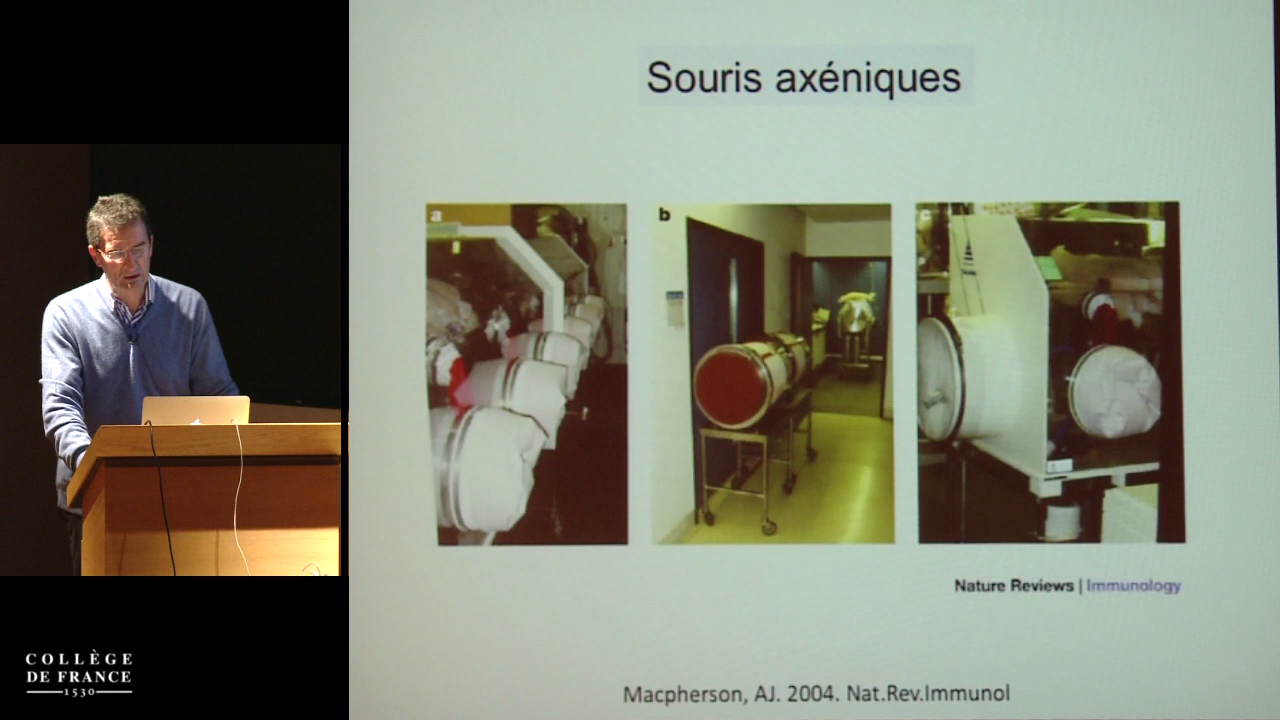 Souris axéniques
a
b
c
Nature Reviews | Immunology
Macpherson, AJ. 2004. Nat.Rev.Immunol
COLLÈGE
DE FRANCE
1530